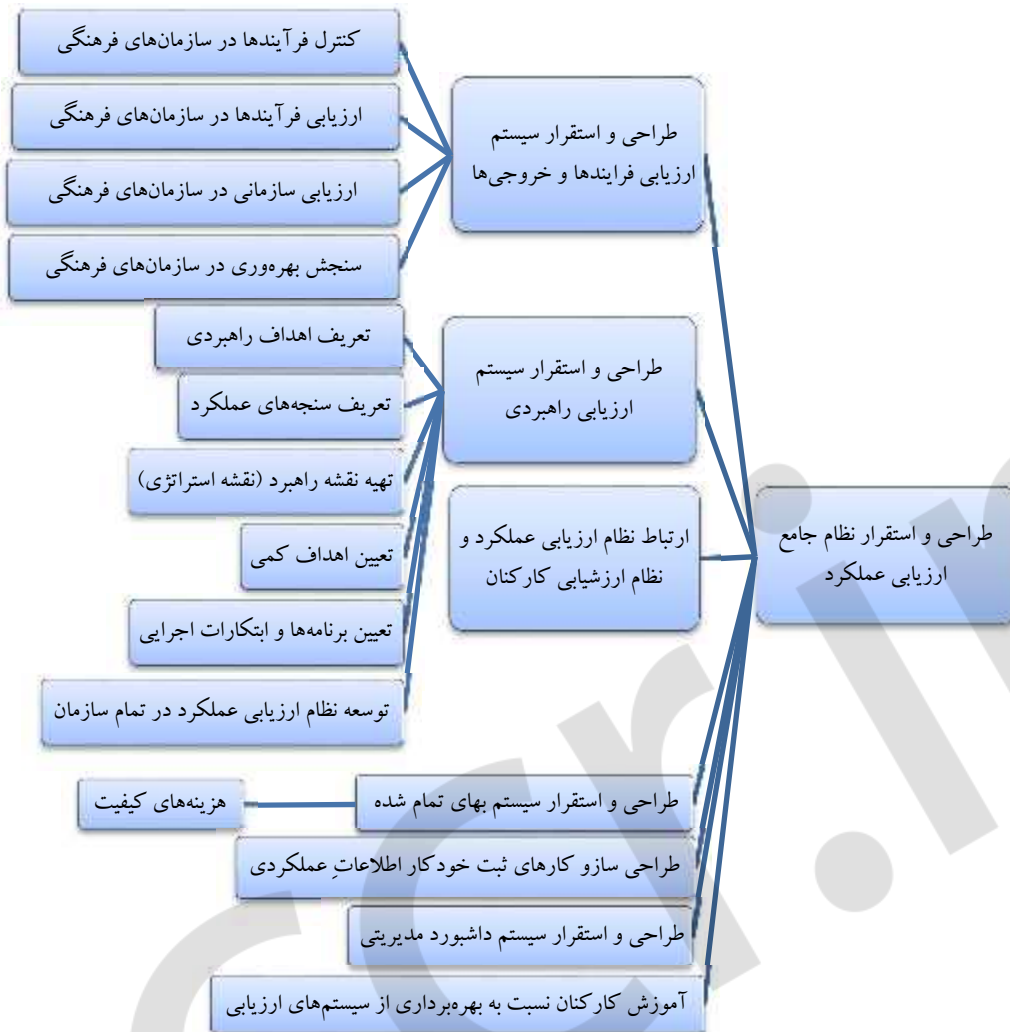 طراحی و استقرار نظام جامع
ارزیابی عملکرد
طراحی و استقرار سیستم
ارزیابی فرایندها و خروجی‌ها
کنترل فرآیندها در سازمان‌های فرهنگی
ارزیابی فرآیندها در سازمان‌های فرهنگی
ارزیابی سازمانی در سازمان‌های فرهنگی
سنجش بهره‌وری در سازمان‌های فرهنگی
طراحی و استقرار سیستم
ارزیابی راهبردی
تعریف اهداف راهبردی
تعریف سنجه‌های عملکرد
تهیه نقشه راهبرد (نقشه استراتژی)
تعیین اهداف کمی
تعیین برنامه‌ها و ابتکارات اجرایی
توسعه نظام ارزیابی عملکرد در تمام سازمان
ارتباط نظام ارزیابی عملکرد و
نظام ارزشیابی کارکنان
طراحی و استقرار سیستم بهای تمام شده
هزینه‌های کیفیت
طراحی سازو کارهای ثبت خودکار اطلاعاتِ عملکردی
طراحی و استقرار سیستم داشبورد مدیریتی
آموزش کارکنان نسبت به بهره‌برداری از سیستم‌های ارزیابی